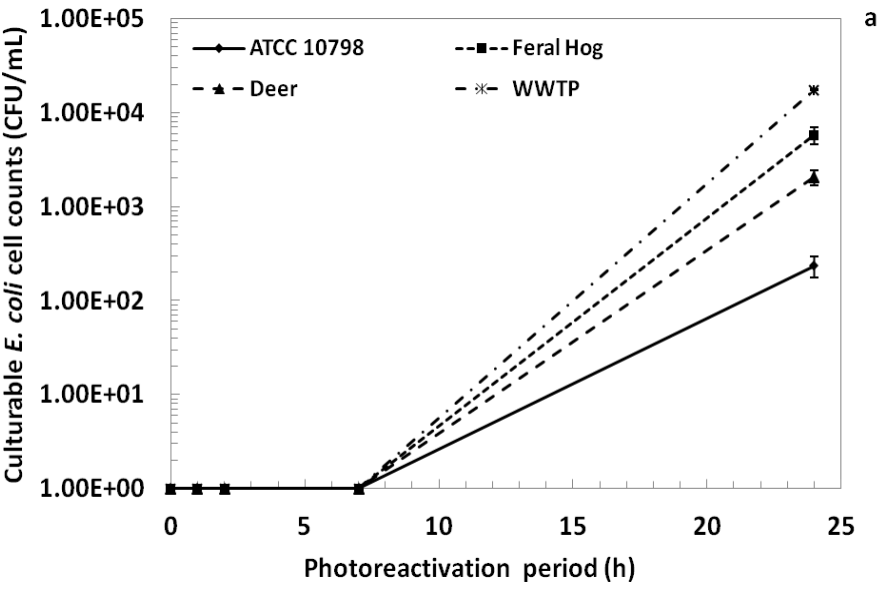 a
ATCC 10798
Feral Hog
Deer
WWTP
Culturable E. coli cell counts (CFU/mL)
1.00E+05
1.00E+04
1.00E+03
1.00E+02
1.00E+01
1.00E+00
0 5 10 15 20 25
Photoreactivation period (h)